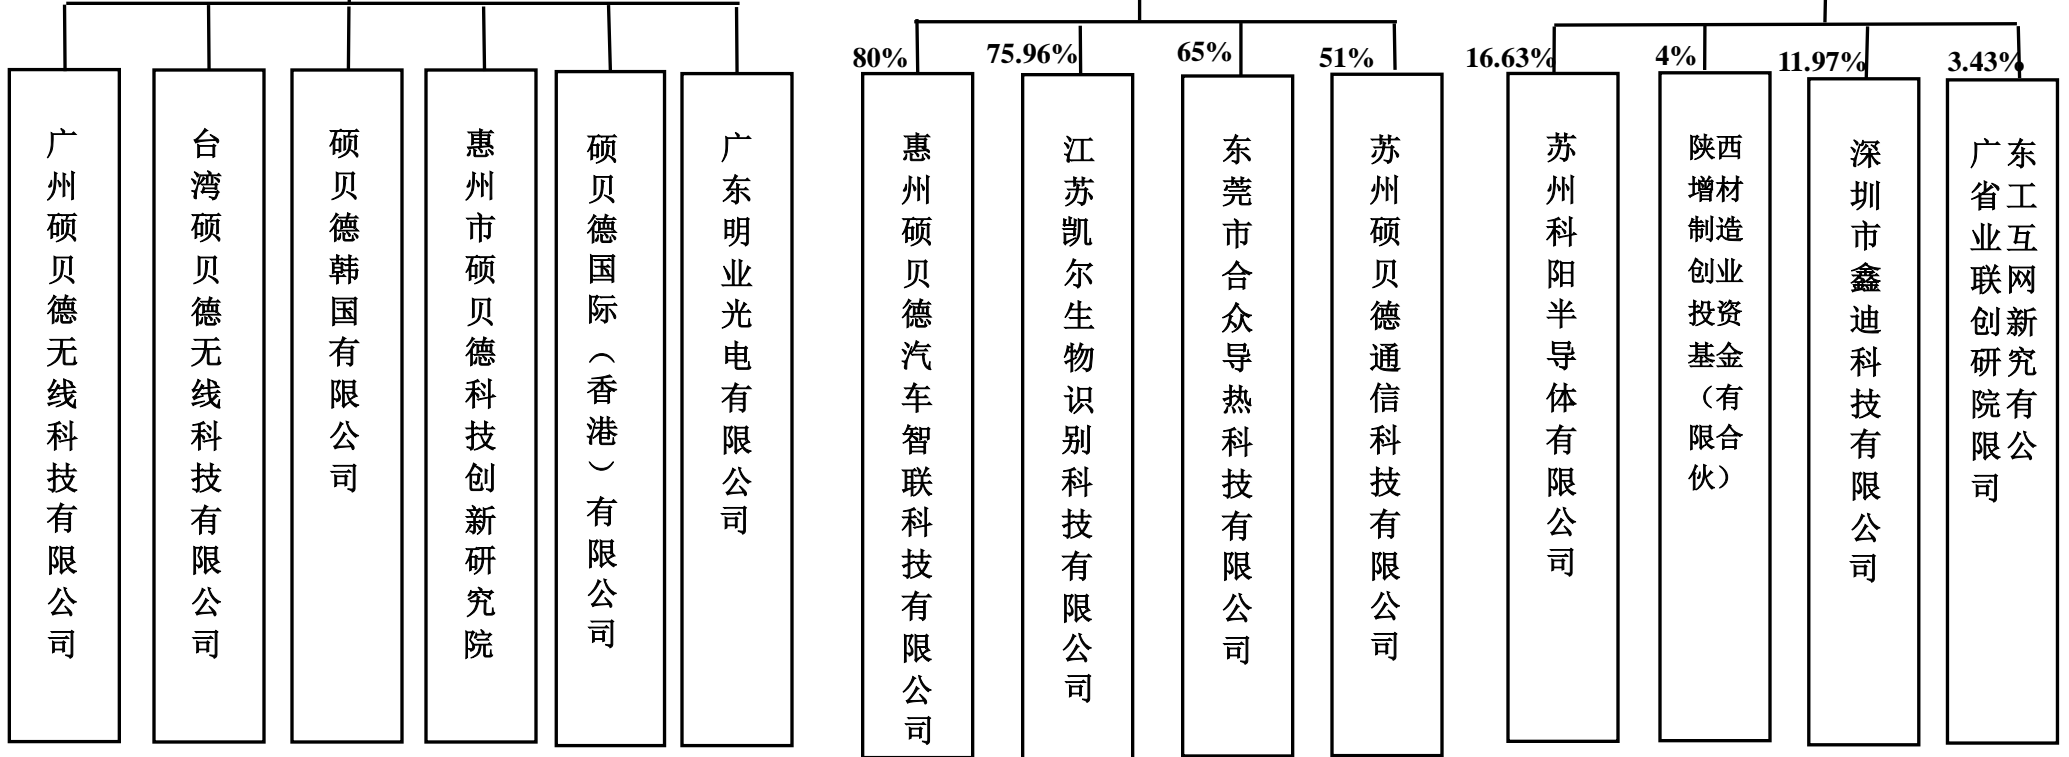 80%
75.96%
65%
51%
16.63%
4%
11.97%
3.43%
广州硕贝德无线科技有限公司
台湾硕贝德无线科技有限公司
硕贝德韩国有限公司
惠州市硕贝德科技创新研究院
硕贝德国际（香港）有限公司
广东明业光电有限公司
惠州硕贝德汽车智联科技有限公司
江苏凯尔生物识别科技有限公司
东莞市合众导热科技有限公司
苏州硕贝德通信科技有限公司
苏州科阳半导体有限公司
陕西
增材
制造
创业
投资
基金
（有
限合
伙）
深圳市鑫迪科技有限公司
广东
省工
业互
联网
创新
研究
院有
限公
司